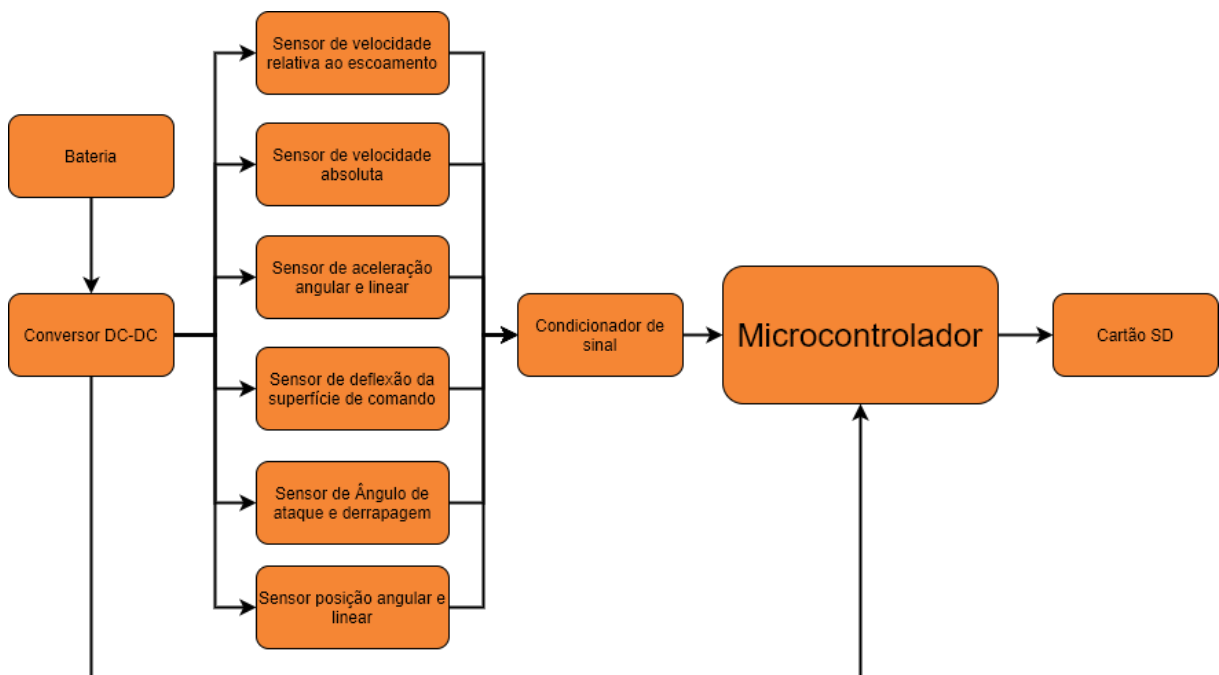 Sensor de velocidade
relativa ao escoamento
Bateria
Sensor de velocidade
absoluta
Sensor de aceleração
angular e linear
Conversor DC-DC
Condicionador de
sinal
Microcontrolador
Cartão SD
Sensor de deflexão da
superfície de comando
Sensor de Ângulo de
ataque e derrapagem
Sensor posição angular e
linear